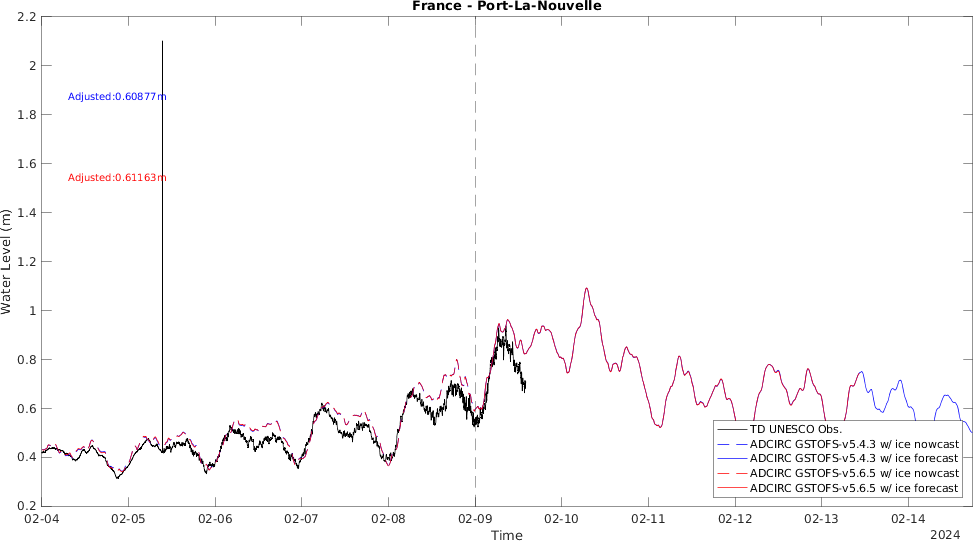 France - Port-La-Nouvelle
2.2
2
1.8
1.6
1.4
1.2
1
0.8
0.6
0.4
0.2
Water Level (m)
Adjusted:0.60877m
Adjusted:0.61163m
TD UNESCO Obs.
ADCIRC GSTOFS-v5.4.3 w/ ice nowcast
ADCIRC GSTOFS-v5.4.3 w/ ice forecast
ADCIRC GSTOFS-v5.6.5 w/ ice nowcast
ADCIRC GSTOFS-v5.6.5 w/ ice forecast
02-04 02-05 02-06 02-07 02-08 02-09 02-10 02-11 02-12 02-13 02-14
Time
2024